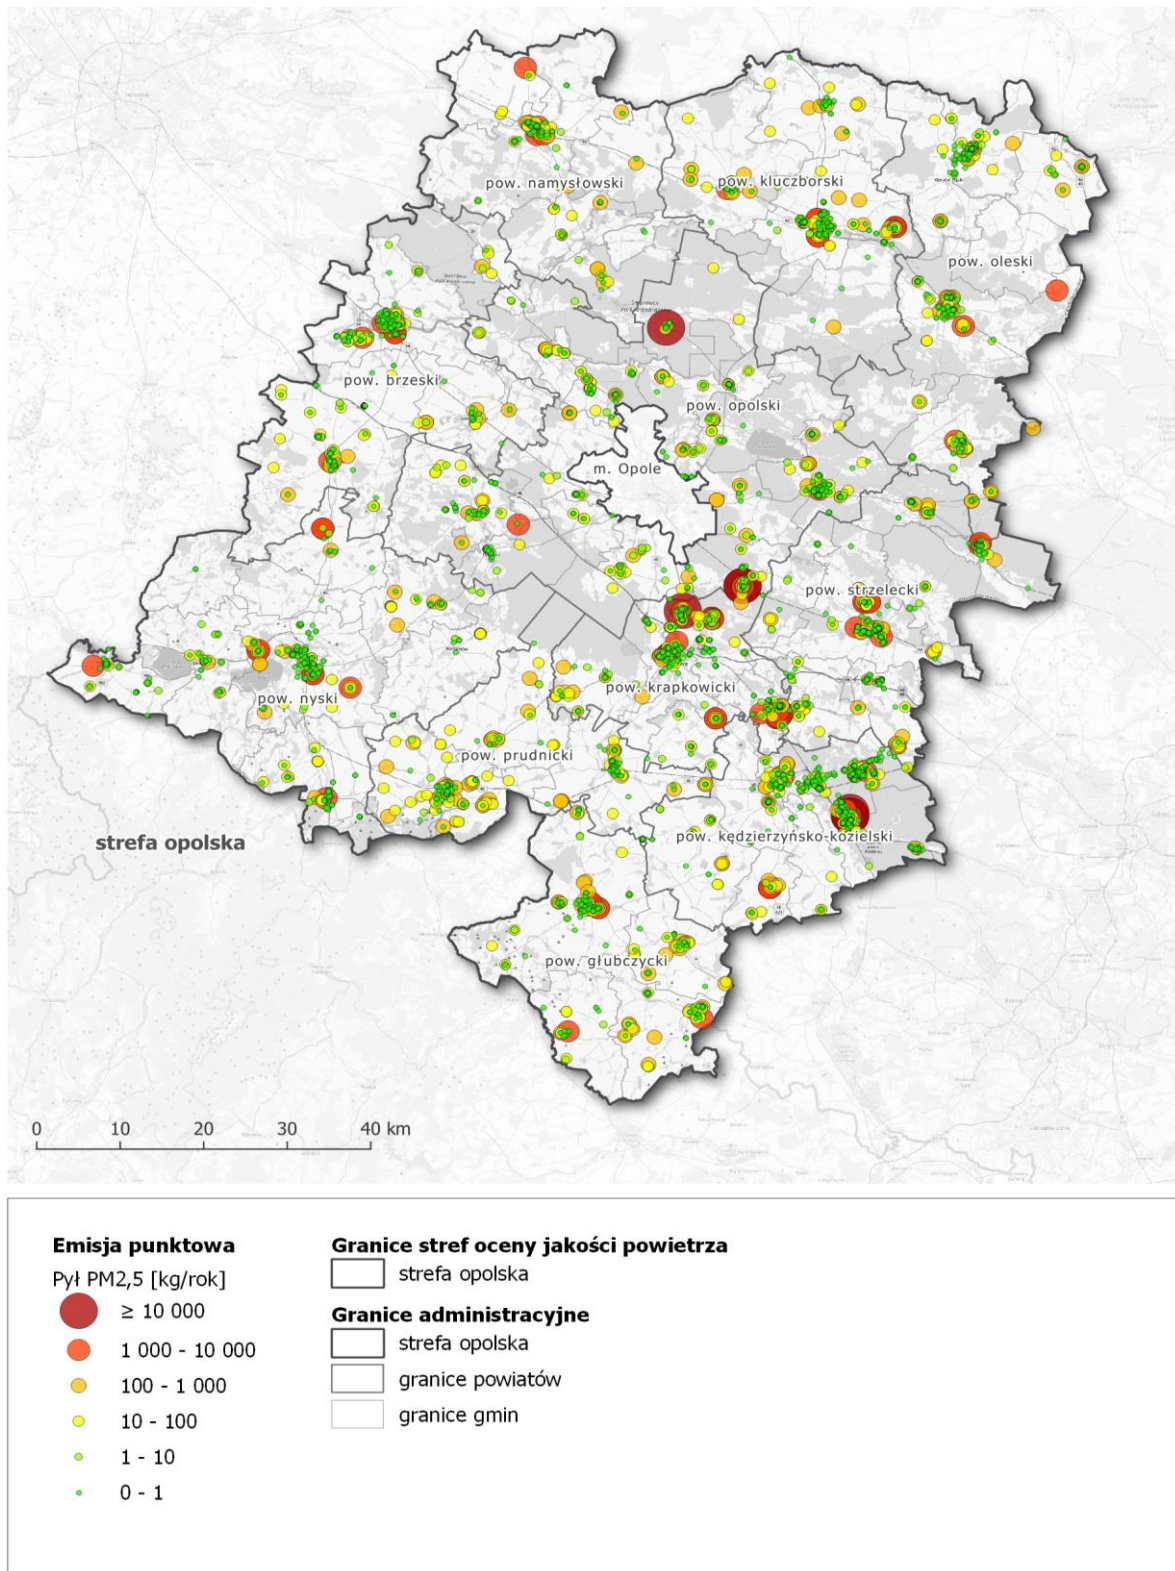 pow. namysłowski
pow. kluczborski
pow. oleski
pow. brzeski
pow. opolski
m. Opole
pow. strzelecki
pow. nyski
pow. krapkowicki
pow. prudnicki
strefa opolska
pow. kędzierzyńsko-kozielski
pow. głubczycki
0 10 20 30 40 km
Emisja punktowa
Pył PM2,5 [kg/rok]
≥ 10 000
1 000 - 10 000
100 - 1 000
10 - 100
1 - 10
0 - 1
Granice stref oceny jakości powietrza
strefa opolska
Granice administracyjne
strefa opolska
granice powiatów
granice gmin